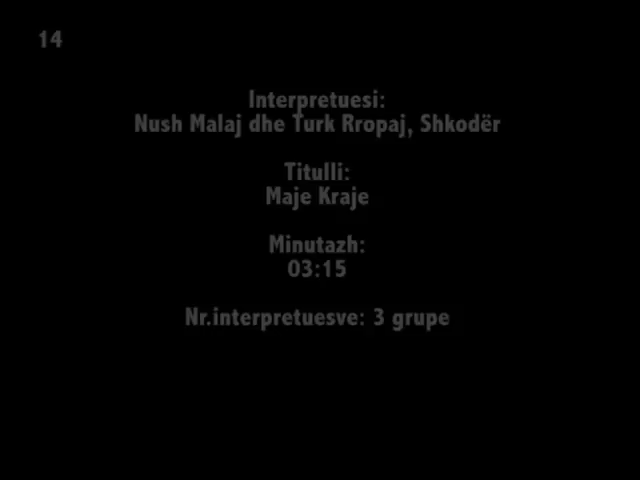 14
Interpretuesi:
Nush Malaj dhe Turk Rropaj, Shkodër
Titulli:
Maje Kraje
Minutazh:
03:15
Nr.interpretuesve: 3 grupe